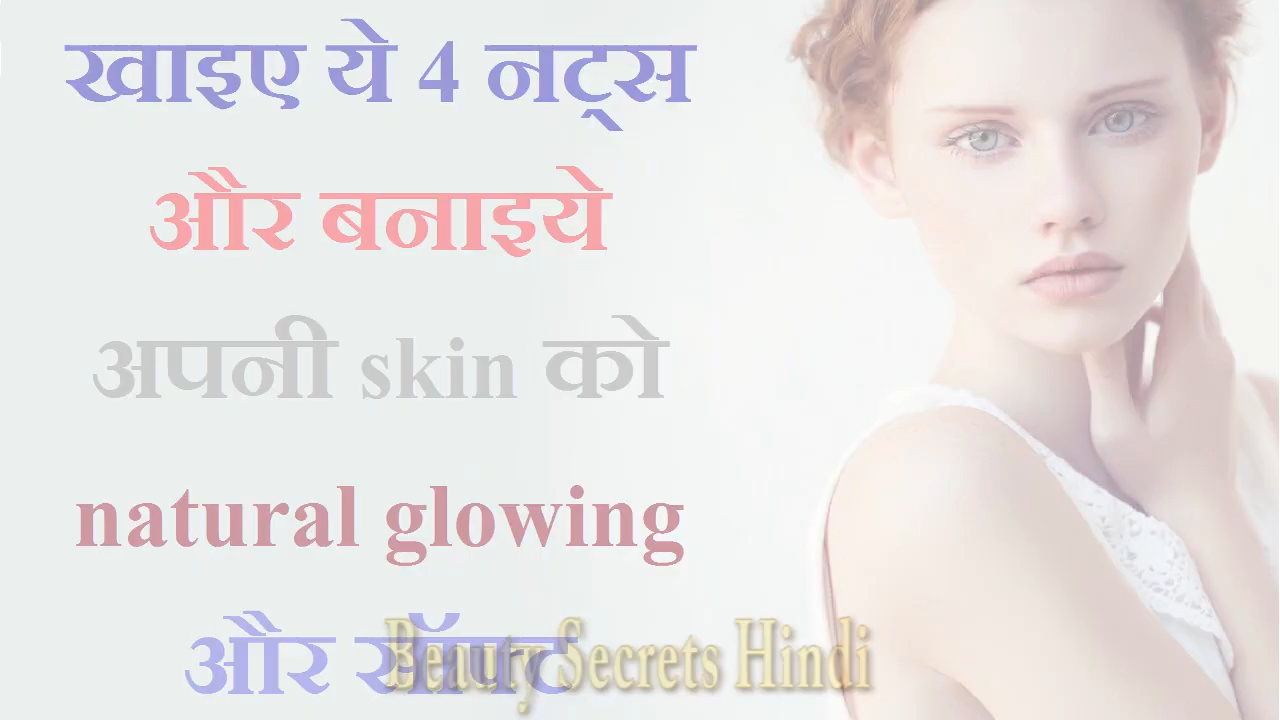 खाइए ये 4 नट्स
और बनाइये
अपनी skin को
natural glowing
और सॉफ्ट
Beauty Secrets Hindi